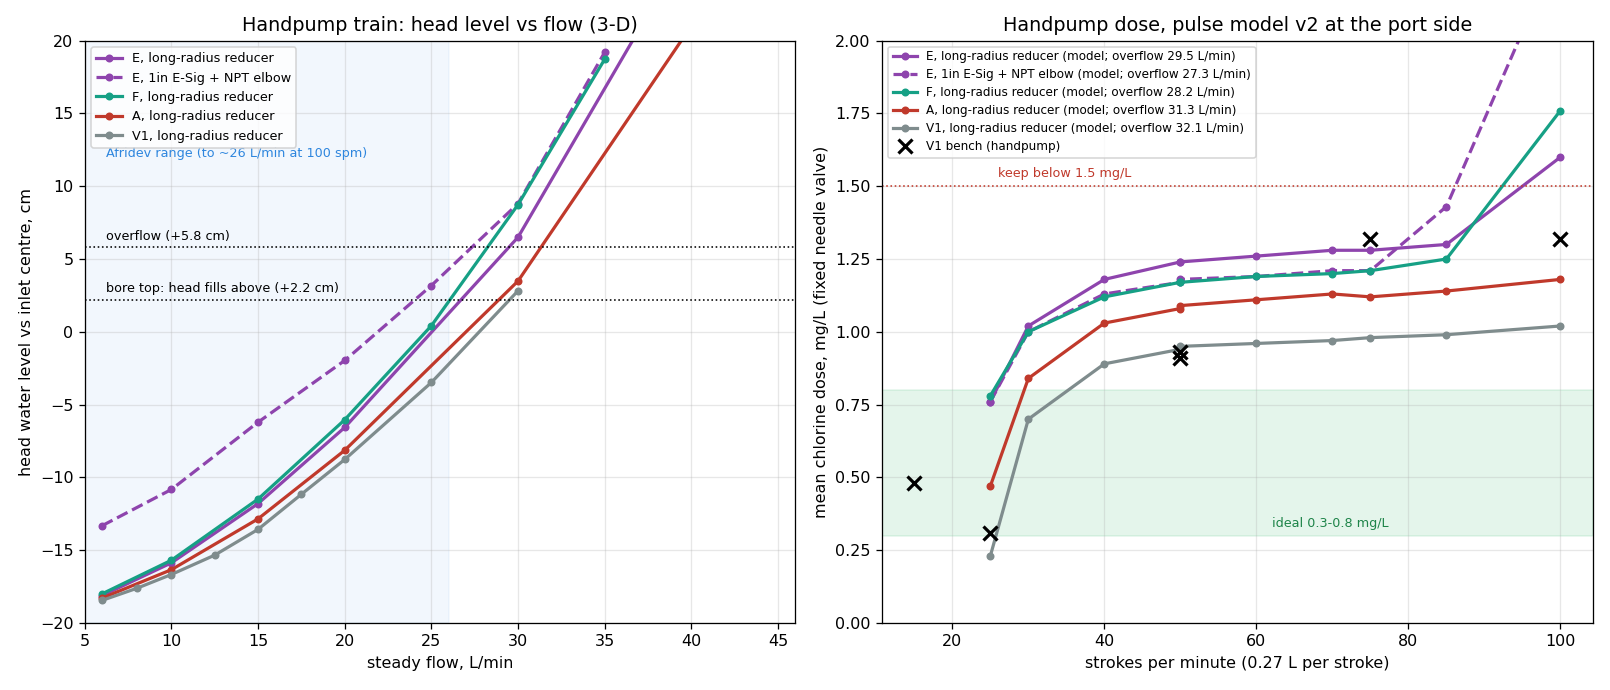 Handpump train: head level vs flow (3-D)
20
15
10
5
0
−5
−10
−15
−20
head water level vs inlet centre, cm
E, long-radius reducer
E, 1in E-Sig + NPT elbow
F, long-radius reducer
A, long-radius reducer
V1, long-radius reducer
Afridev range (to ~26 L/min at 100 spm)
overflow (+5.8 cm)
bore top: head fills above (+2.2 cm)
5
10
15
20
25
30
35
40
45
steady flow, L/min
Handpump dose, pulse model v2 at the port side
2.00
1.75
1.50
1.25
1.00
0.75
0.50
0.25
0.00
mean chlorine dose, mg/L (fixed needle valve)
E, long-radius reducer (model; overflow 29.5 L/min)
E, 1in E-Sig + NPT elbow (model; overflow 27.3 L/min)
F, long-radius reducer (model; overflow 28.2 L/min)
A, long-radius reducer (model; overflow 31.3 L/min)
V1, long-radius reducer (model; overflow 32.1 L/min)
V1 bench (handpump)
keep below 1.5 mg/L
ideal 0.3-0.8 mg/L
20
40
60
80
100
strokes per minute (0.27 L per stroke)